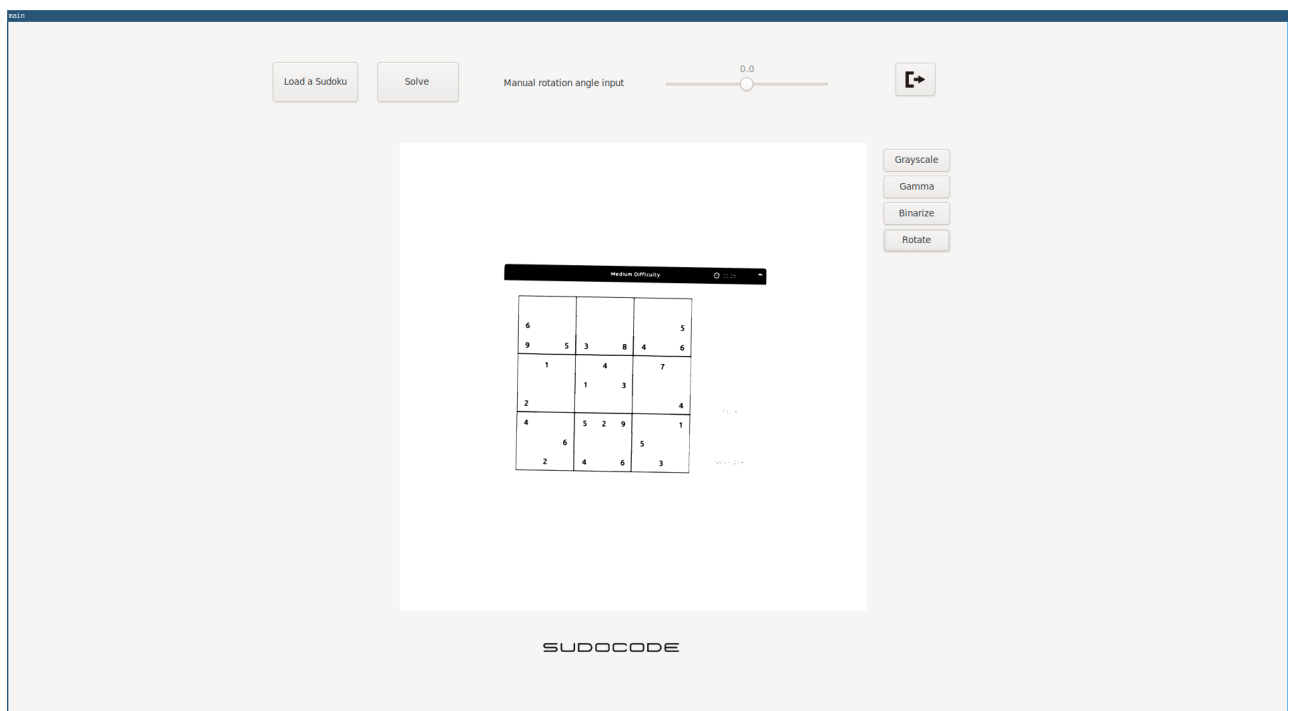 main
Load a Sudoku
Solve
Manual rotation angle input
0.0
Grayscale
Gamma
Binarize
Rotate
Medium Difficulty
6 5
9 5 3 8 4 6
1 4 7
1 3
2 4
4 5 2 9 1
6 5
2 4 6 3
SUDOCODE